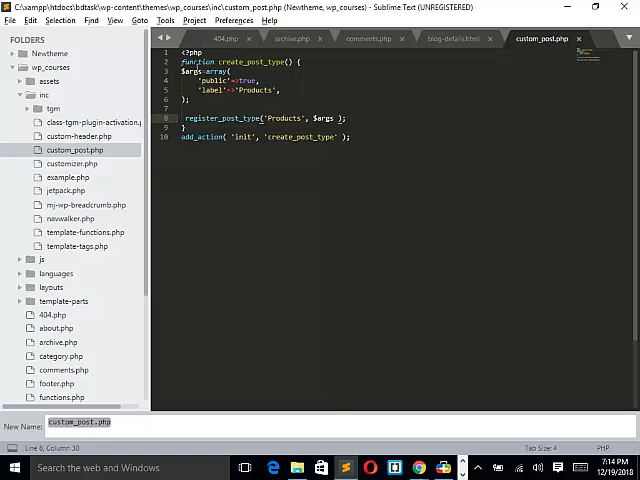 C:\xampp\htdocs\bdtask\wp-content\themes\wp_courses\inc\custom_post.php (Newtheme, wp_courses) - Sublime Text (UNREGISTERED)
File Edit Selection Find View Goto Tools Project Preferences Help
FOLDERS
Newtheme
wp_courses
assets
inc
tgm
class-tgm-plugin-activation.
custom-header.php
custom_post.php
customizer.php
example.php
jetpack.php
mj-wp-breadcrumb.php
navwalker.php
template-functions.php
template-tags.php
js
languages
layouts
template-parts
404.php
about.php
archive.php
category.php
comments.php
footer.php
functions.php
404.php × archive.php × comments.php × blog-details.html × custom_post.php ×
1 <?php
2 function create_post_type() {
3 $args=array(
4 'public'=>true,
5 'label'=>'Products',
6 );
7
8 register_post_type('Products', $args );
9 }
10 add_action( 'init', 'create_post_type' );
New Name: custom_post.php
Line 8, Column 30 Tab Size: 4 PHP
Search the web and Windows
7:14 PM
12/19/2018